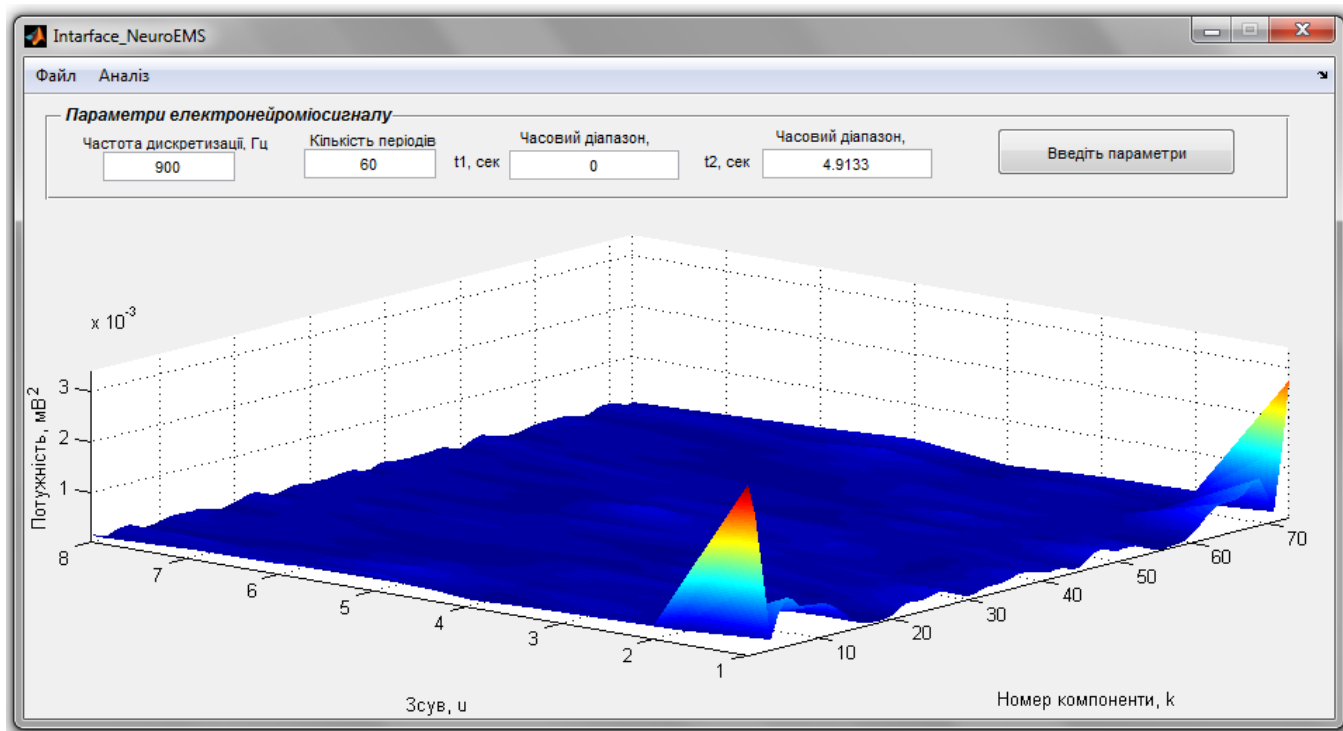 Intarface_NeuroEMS
Файл Аналіз
Параметри електронейроміосигналу
Частота дискретизації, Гц
900
Кількість періодів
60
t1, сек
Часовий діапазон,
0
t2, сек
Часовий діапазон,
4.9133
Введіть параметри
x 10^-3
Потужність, мВ^2
3
2
1
8 7 6 5 4 3 2 1
Зсув, u
10 20 30 40 50 60 70
Номер компоненти, k